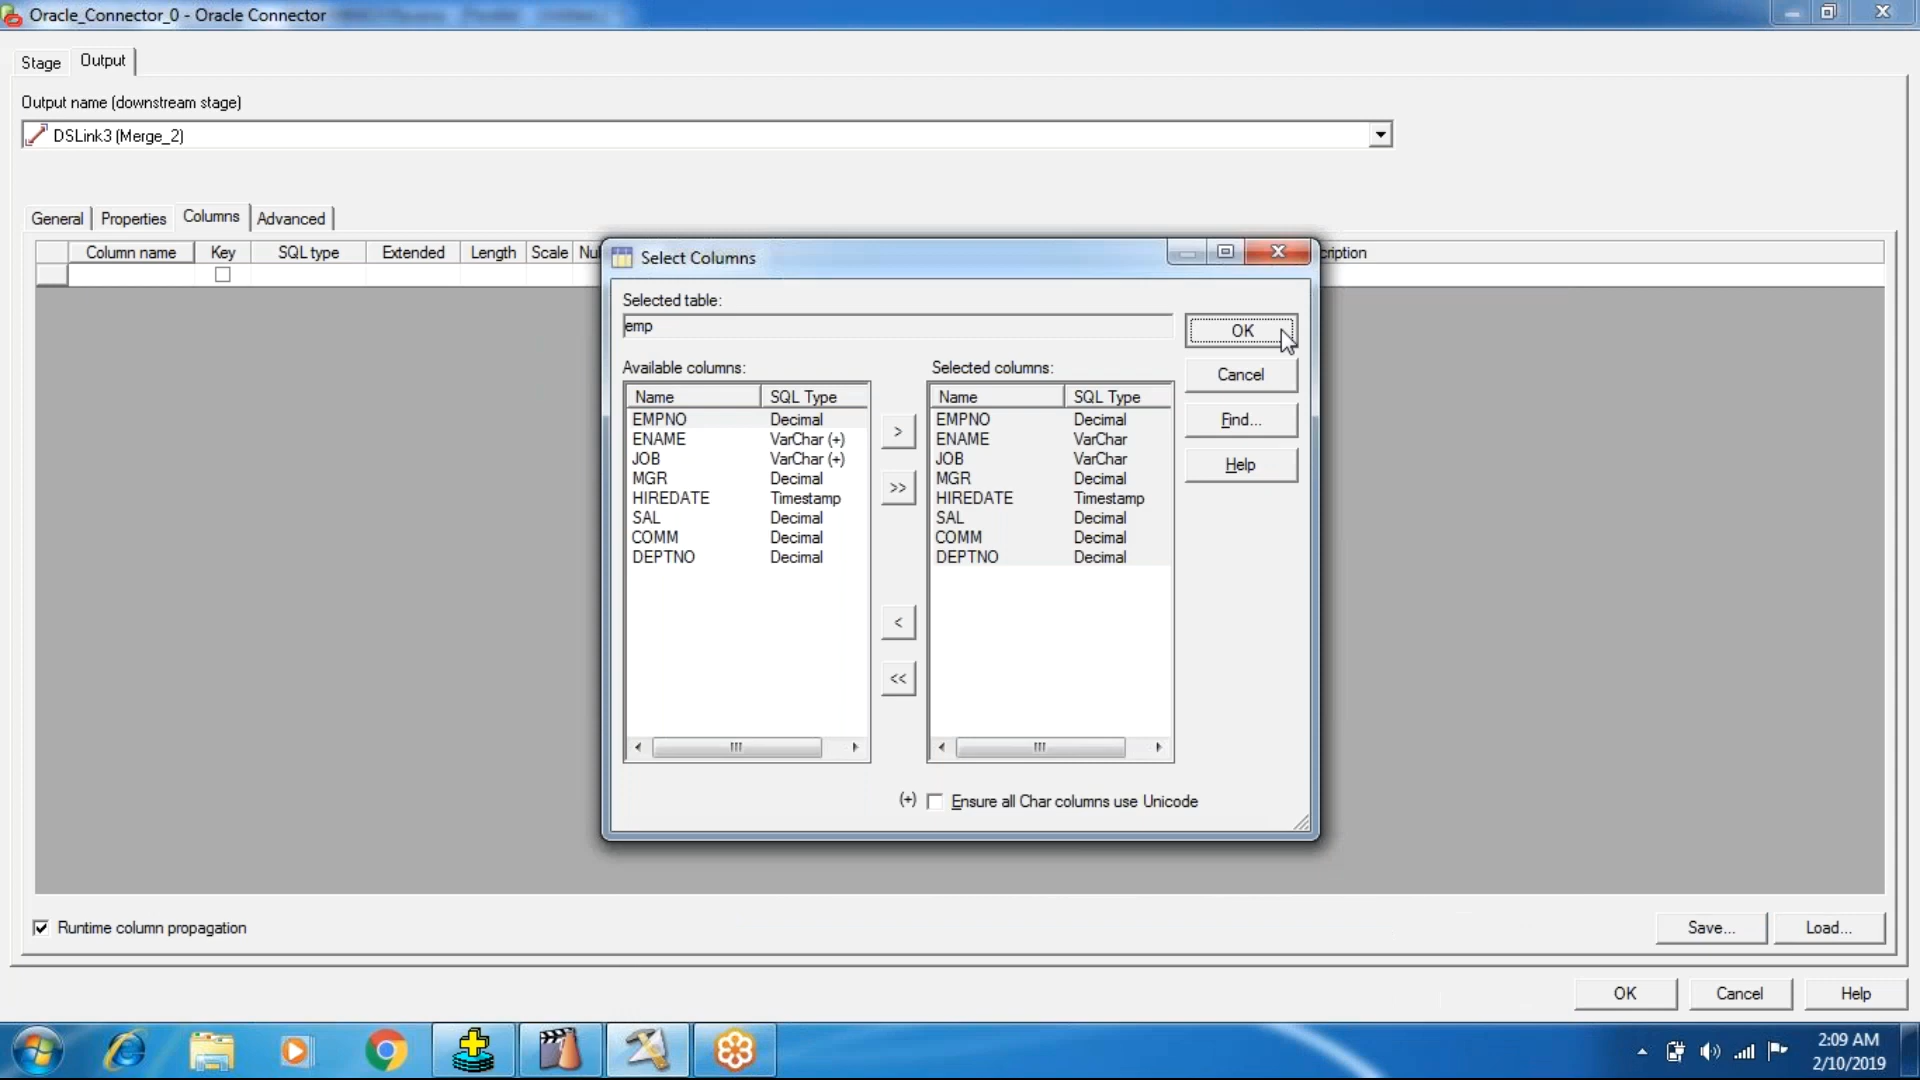 Oracle_Connector_0 - Oracle Connector
Stage
Output
Output name (downstream stage)
DSLink3 (Merge_2)
General
Properties
Columns
Advanced
Column name
Key
SQL type
Extended
Length
Scale
Select Columns
Selected table:
emp
OK
Cancel
Find...
Help
Available columns:
Name SQL Type
EMPNO Decimal
ENAME VarChar (+)
JOB VarChar (+)
MGR Decimal
HIREDATE Timestamp
SAL Decimal
COMM Decimal
DEPTNO Decimal
>
>>
<
<<
Selected columns:
Name SQL Type
EMPNO Decimal
ENAME VarChar
JOB VarChar
MGR Decimal
HIREDATE Timestamp
SAL Decimal
COMM Decimal
DEPTNO Decimal
(+) Ensure all Char columns use Unicode
Runtime column propagation
Save...
Load...
OK
Cancel
Help
2:09 AM
2/10/2019